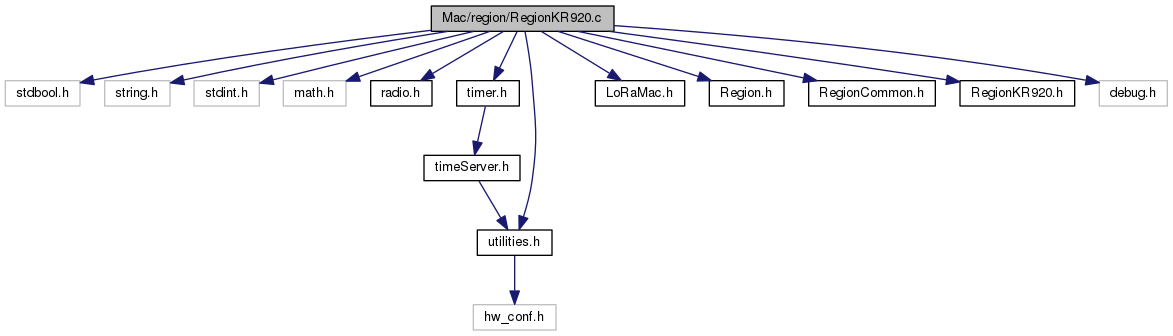 Mac/region/RegionKR920.c
stdbool.h
string.h
stdint.h
math.h
radio.h
timer.h
LoRaMac.h
Region.h
RegionCommon.h
RegionKR920.h
debug.h
timeServer.h
utilities.h
hw_conf.h